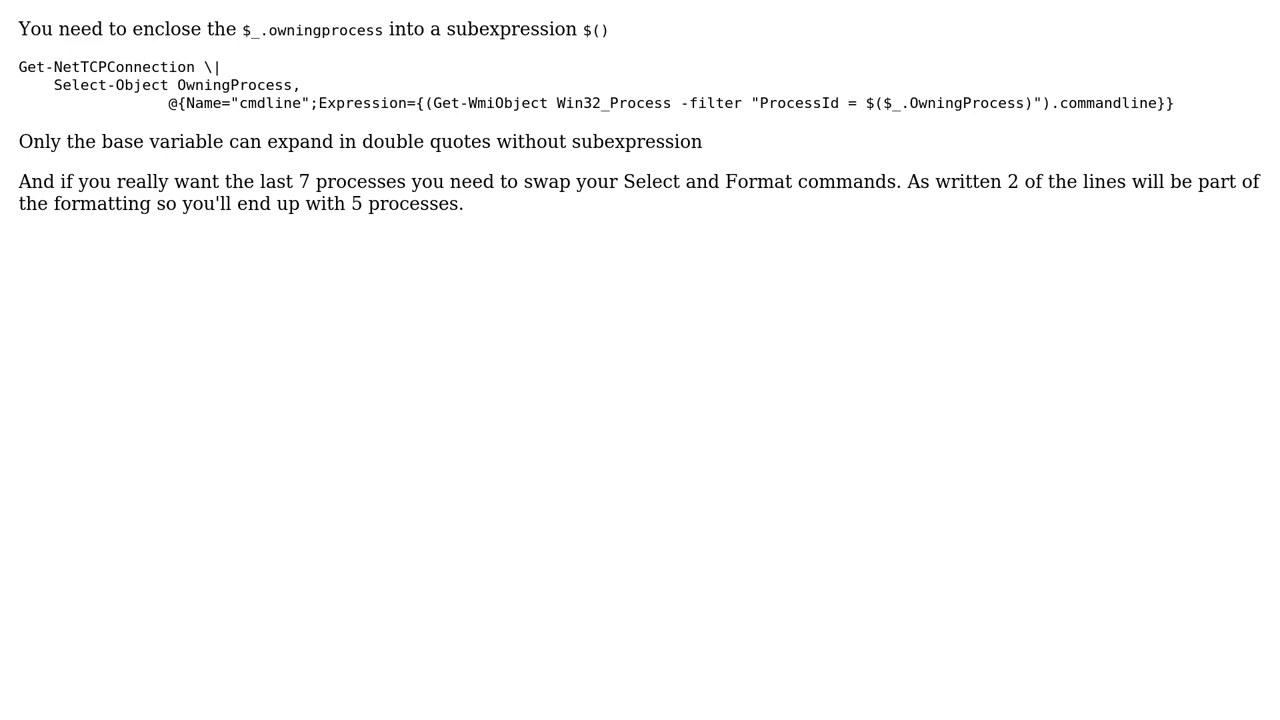 You need to enclose the $_.owningprocess into a subexpression $()
Get-NetTCPConnection \|
    Select-Object OwningProcess,
                 @{Name="cmdline";Expression={(Get-WmiObject Win32_Process -filter "ProcessId = $($_.OwningProcess)").commandline}}
Only the base variable can expand in double quotes without subexpression
And if you really want the last 7 processes you need to swap your Select and Format commands. As written 2 of the lines will be part of
the formatting so you'll end up with 5 processes.